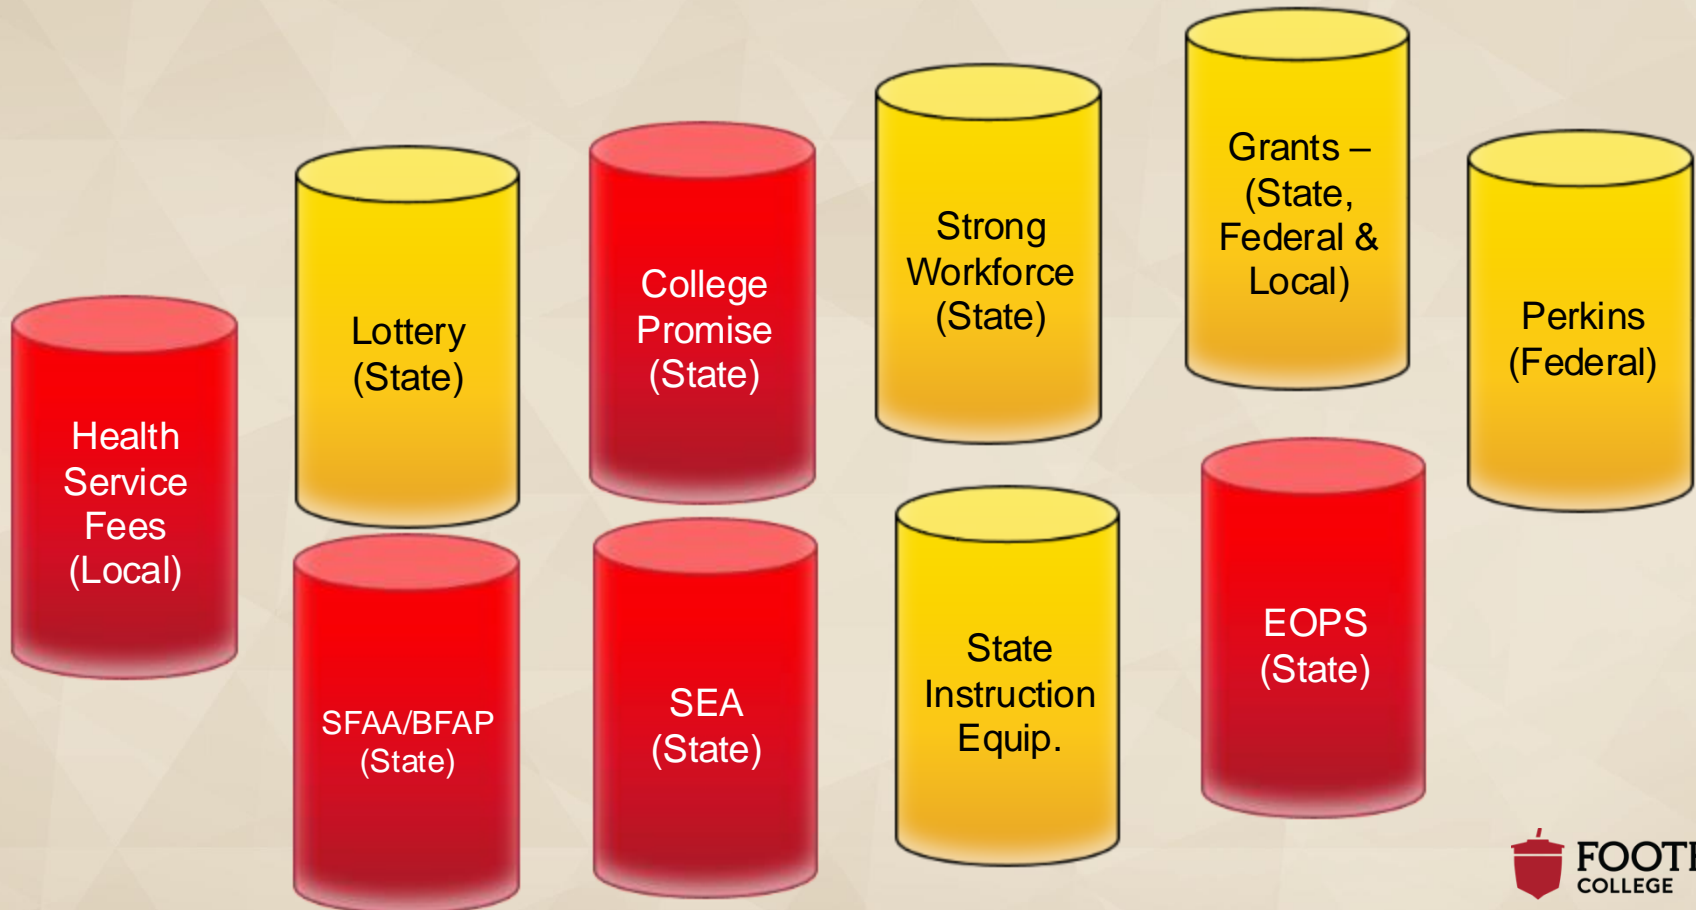 Health
Service
Fees
(Local)
Lottery
(State)
College
Promise
(State)
Strong
Workforce
(State)
Grants –
(State,
Federal &
Local)
Perkins
(Federal)
SFAA/BFAP
(State)
SEA
(State)
State
Instruction
Equip.
EOPS
(State)
COLLEGE